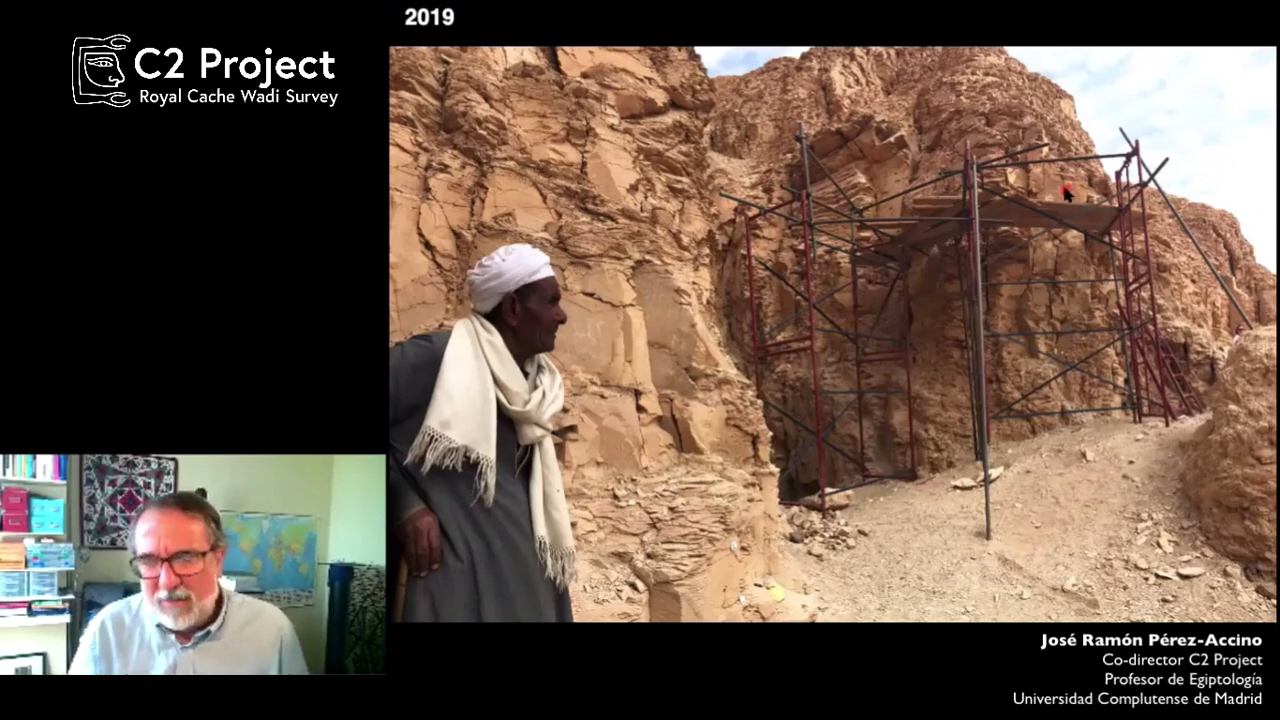 2019
C2 Project
Royal Cache Wadi Survey
José Ramón Pérez-Accino
Co-director C2 Project
Profesor de Egiptología
Universidad Complutense de Madrid